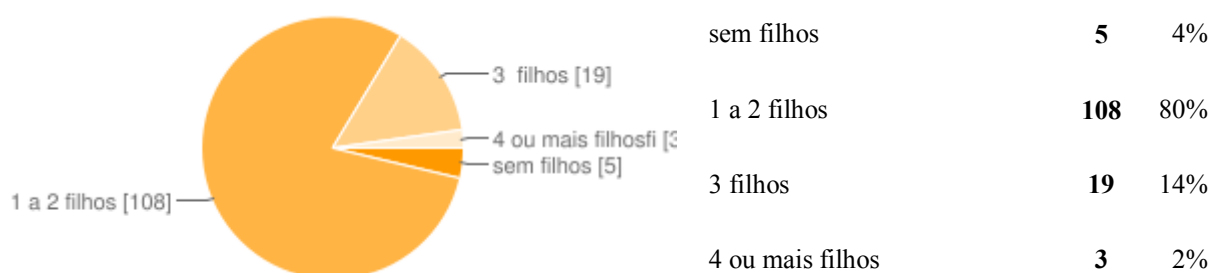 3 filhos [19]
4 ou mais filhosfi [3
sem filhos [5]
1 a 2 filhos [108]
sem filhos 5 4%
1 a 2 filhos 108 80%
3 filhos 19 14%
4 ou mais filhos 3 2%